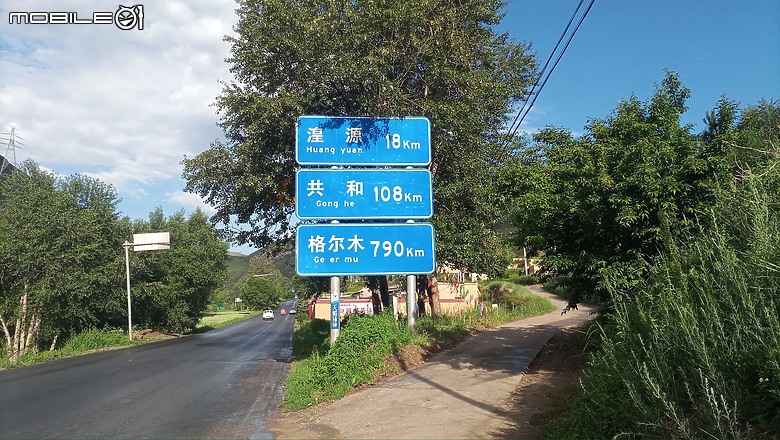 MOBILE01
湟源 18Km
Huang yuan
共和 108Km
Gong he
格尔木 790Km
Ge er mu